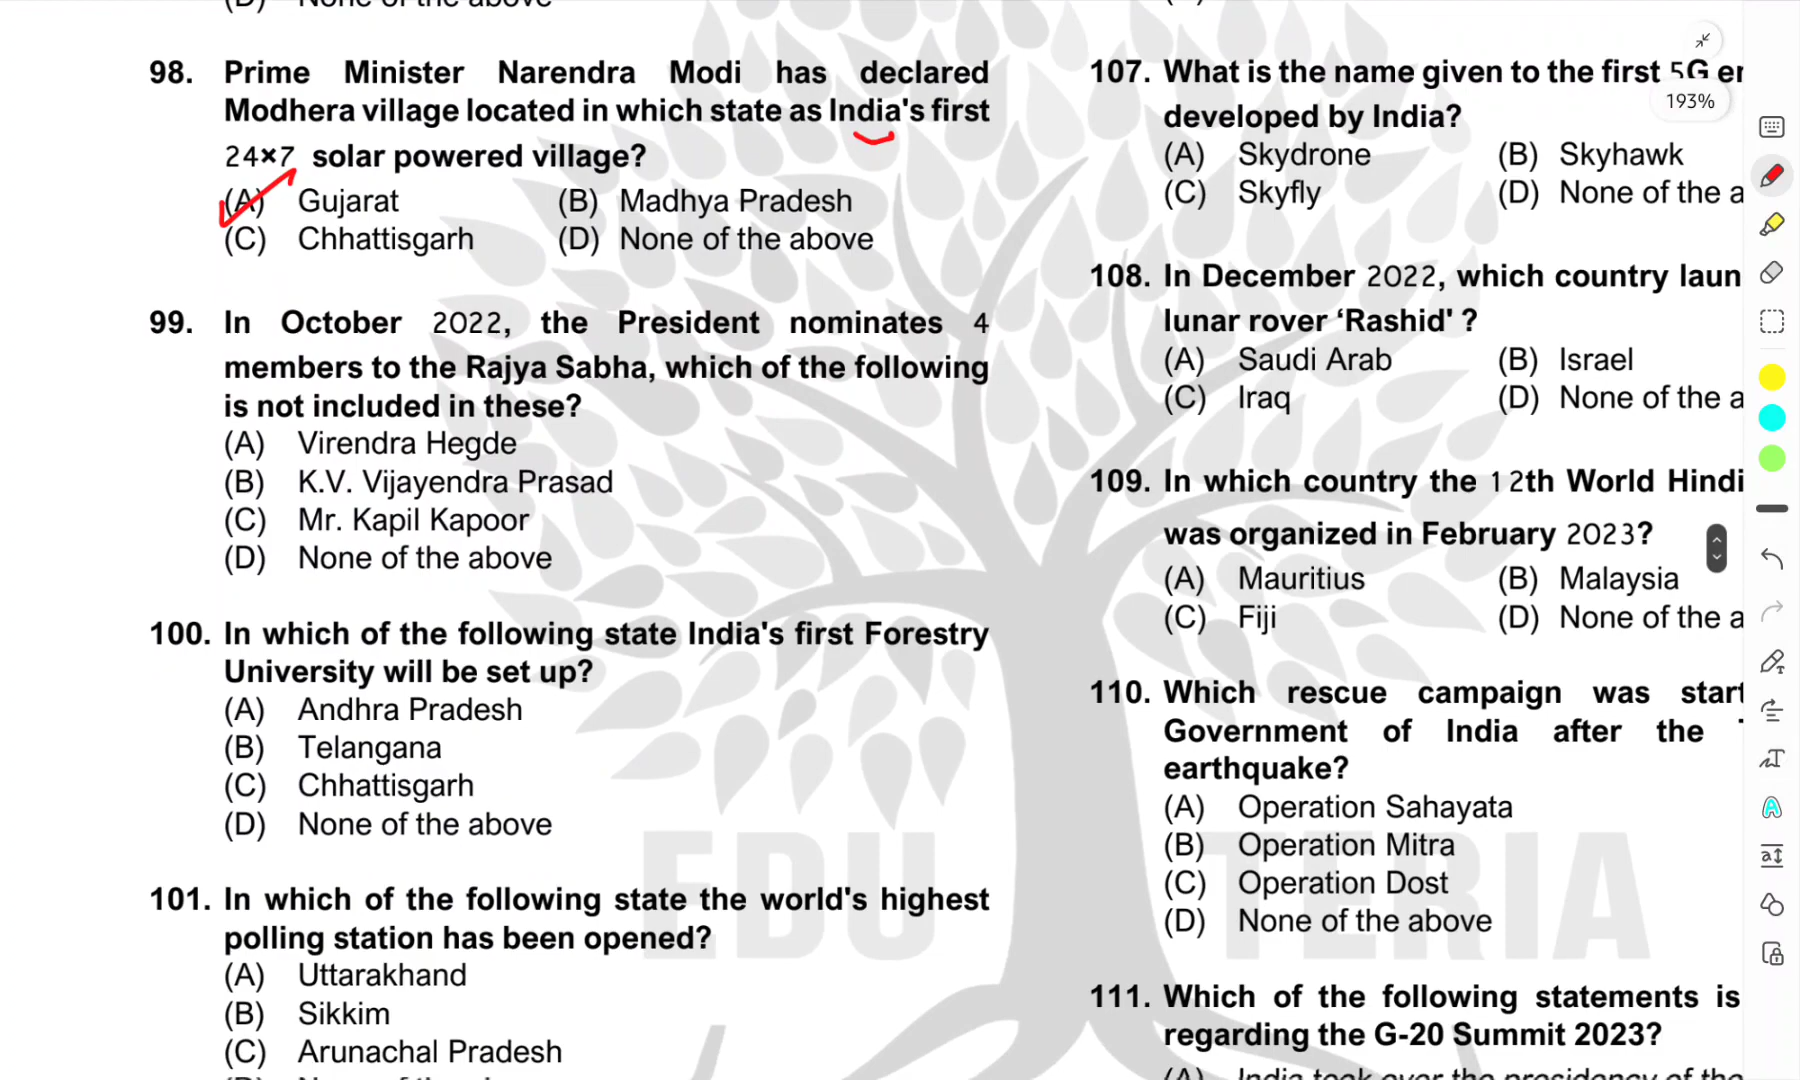 98. Prime Minister Narendra Modi has declared
Modhera village located in which state as India's first
24×7 solar powered village?
(A) Gujarat (B) Madhya Pradesh
(C) Chhattisgarh (D) None of the above
99. In October 2022, the President nominates 4
members to the Rajya Sabha, which of the following
is not included in these?
(A) Virendra Hegde
(B) K.V. Vijayendra Prasad
(C) Mr. Kapil Kapoor
(D) None of the above
100. In which of the following state India's first Forestry
University will be set up?
(A) Andhra Pradesh
(B) Telangana
(C) Chhattisgarh
(D) None of the above
101. In which of the following state the world's highest
polling station has been opened?
(A) Uttarakhand
(B) Sikkim
(C) Arunachal Pradesh
107. What is the name given to the first 5G
developed by India?
(A) Skydrone (B) Skyhawk
(C) Skyfly (D) None of the a
108. In December 2022, which country laun
lunar rover ‘Rashid' ?
(A) Saudi Arab (B) Israel
(C) Iraq (D) None of the a
109. In which country the 12th World Hindi
was organized in February 2023?
(A) Mauritius (B) Malaysia
(C) Fiji (D) None of the a
110. Which rescue campaign was start
Government of India after the
earthquake?
(A) Operation Sahayata
(B) Operation Mitra
(C) Operation Dost
(D) None of the above
111. Which of the following statements is
regarding the G-20 Summit 2023?
(A) India took over the presidency of the
193%
EDU TERIA